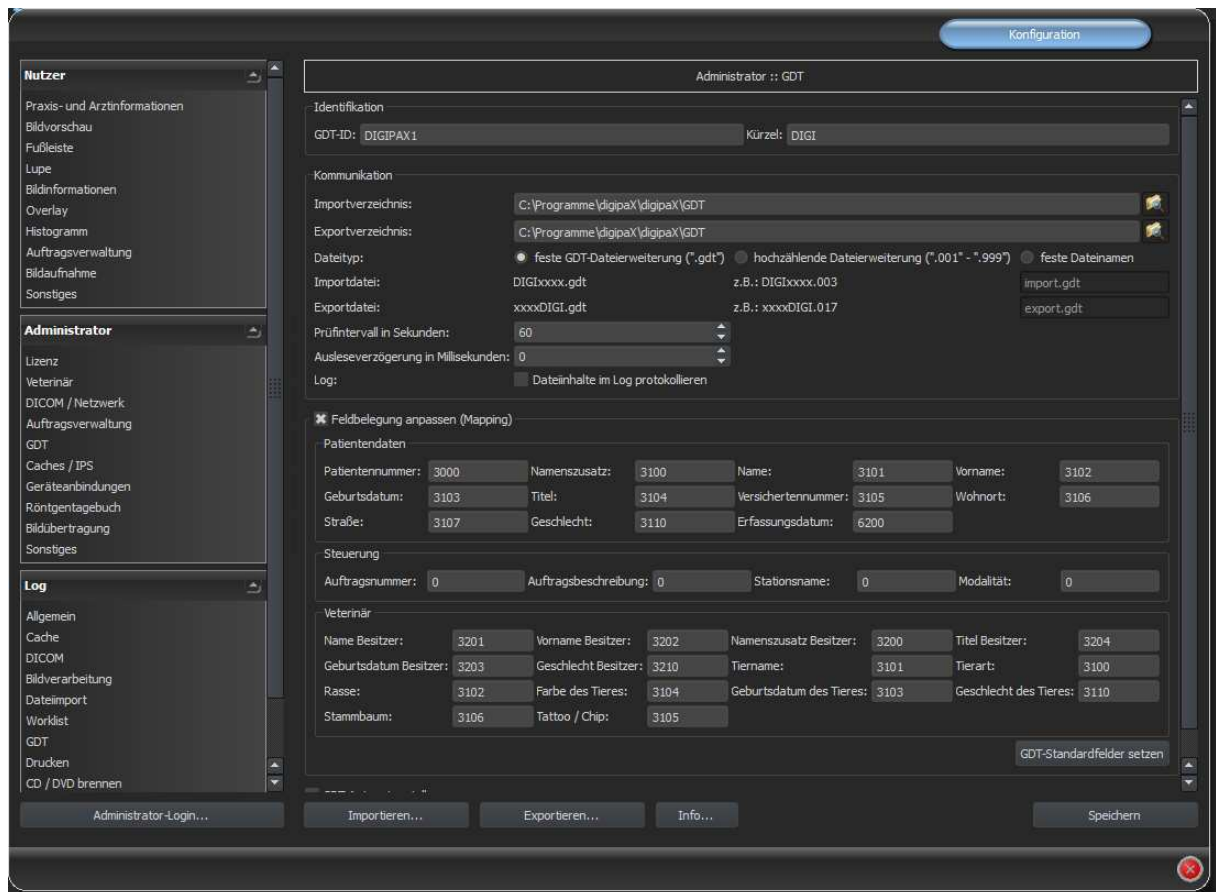 Konfiguration
Nutzer
Praxis- und Arztinformationen
Bildvorschau
Fußleiste
Lupe
Bildinformationen
Overlay
Histogramm
Auftragsverwaltung
Bildaufnahme
Sonstiges
Administrator
Lizenz
Veterinär
DICOM / Netzwerk
Auftragsverwaltung
GDT
Caches / IPS
Geräteanbindungen
Röntgentagebuch
Bildübertragung
Sonstiges
Log
Allgemein
Cache
DICOM
Bildverarbeitung
Dateiimport
Worklist
GDT
Drucken
CD / DVD brennen
Administrator-Login...
Administrator :: GDT
Identifikation
GDT-ID: DIGIPAX1 Kürzel: DIGI
Kommunikation
Importverzeichnis: C:\Programme\digipaX\digipaX\GDT
Exportverzeichnis: C:\Programme\digipaX\digipaX\GDT
Dateityp: feste GDT-Dateierweiterung (".gdt") hochzählende Dateierweiterung (".001" - ".999") feste Dateinamen
Importdatei: DIGIxxxx.gdt z.B.: DIGIxxxx.003 import.gdt
Exportdatei: xxxxDIGI.gdt z.B.: xxxxDIGI.017 export.gdt
Prüfintervall in Sekunden: 60
Ausleseverzögerung in Millisekunden: 0
Log: Dateiinhalte im Log protokollieren
Feldbelegung anpassen (Mapping)
Patientendaten
Patientennummer: 3000 Namenszusatz: 3100 Name: 3101 Vorname: 3102
Geburtsdatum: 3103 Titel: 3104 Versichertennummer: 3105 Wohnort: 3106
Straße: 3107 Geschlecht: 3110 Erfassungsdatum: 6200
Steuerung
Auftragsnummer: 0 Auftragsbeschreibung: 0 Stationsname: 0 Modalität: 0
Veterinär
Name Besitzer: 3201 Vorname Besitzer: 3202 Namenszusatz Besitzer: 3200 Titel Besitzer: 3204
Geburtsdatum Besitzer: 3203 Geschlecht Besitzer: 3210 Tiername: 3101 Tierart: 3100
Rasse: 3102 Farbe des Tieres: 3104 Geburtsdatum des Tieres: 3103 Geschlecht des Tieres: 3110
Stammbaum: 3106 Tattoo / Chip: 3105
GDT-Standardfelder setzen
Importieren... Exportieren... Info... Speichern